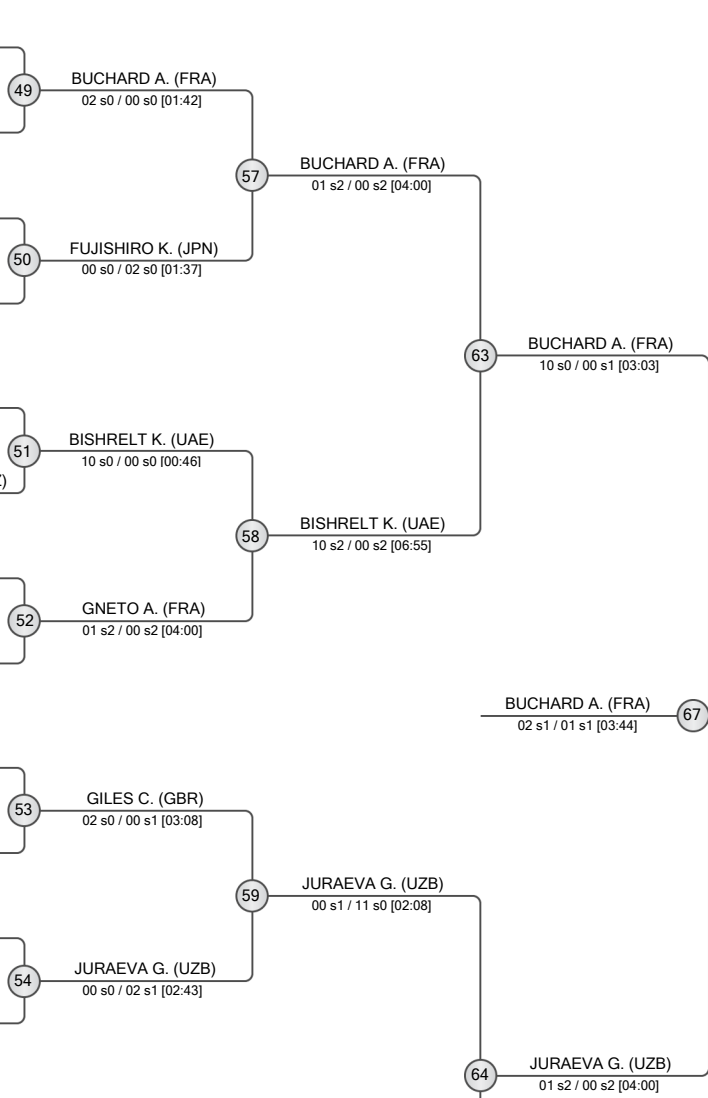 49
BUCHARD A. (FRA)
02 s0 / 00 s0 [01:42]
57
BUCHARD A. (FRA)
01 s2 / 00 s2 [04:00]
50
FUJISHIRO K. (JPN)
00 s0 / 02 s0 [01:37]
63
BUCHARD A. (FRA)
10 s0 / 00 s1 [03:03]
51
BISHRELT K. (UAE)
10 s0 / 00 s0 [00:46]
58
BISHRELT K. (UAE)
10 s2 / 00 s2 [06:55]
52
GNETO A. (FRA)
01 s2 / 00 s2 [04:00]
BUCHARD A. (FRA)
02 s1 / 01 s1 [03:44]
67
53
GILES C. (GBR)
02 s0 / 00 s1 [03:08]
59
JURAEVA G. (UZB)
00 s1 / 11 s0 [02:08]
54
JURAEVA G. (UZB)
00 s0 / 02 s1 [02:43]
64
JURAEVA G. (UZB)
01 s2 / 00 s2 [04:00]